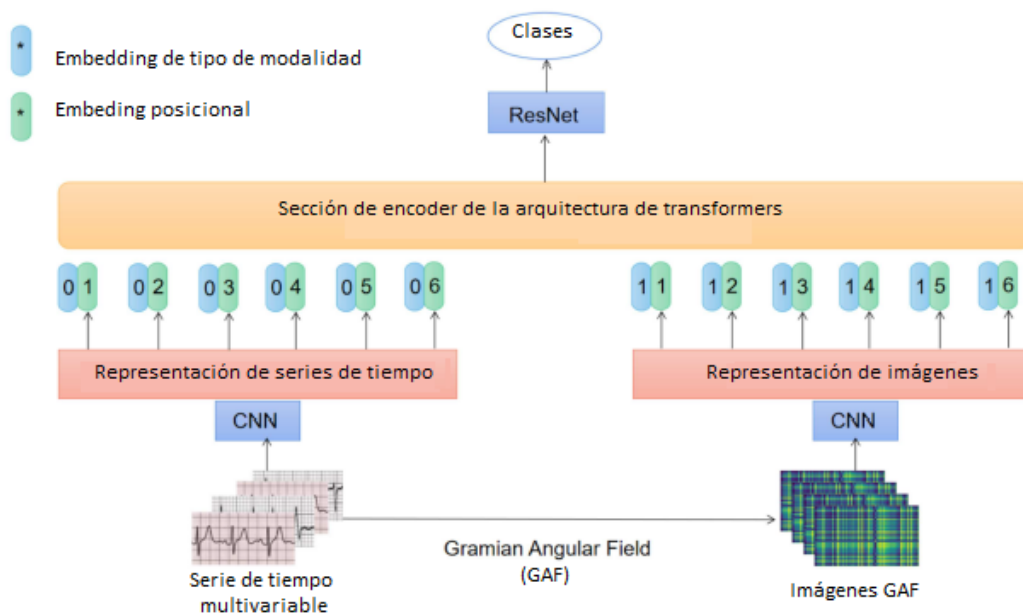 Clases
*
Embedding de tipo de modalidad
*
Embeding posicional
ResNet
Sección de encoder de la arquitectura de transformers
0 1 0 2 0 3 0 4 0 5 0 6
1 1 1 2 1 3 1 4 1 5 1 6
Representación de series de tiempo
Representación de imágenes
CNN
CNN
Gramian Angular Field
(GAF)
Serie de tiempo
multivariable
Imágenes GAF